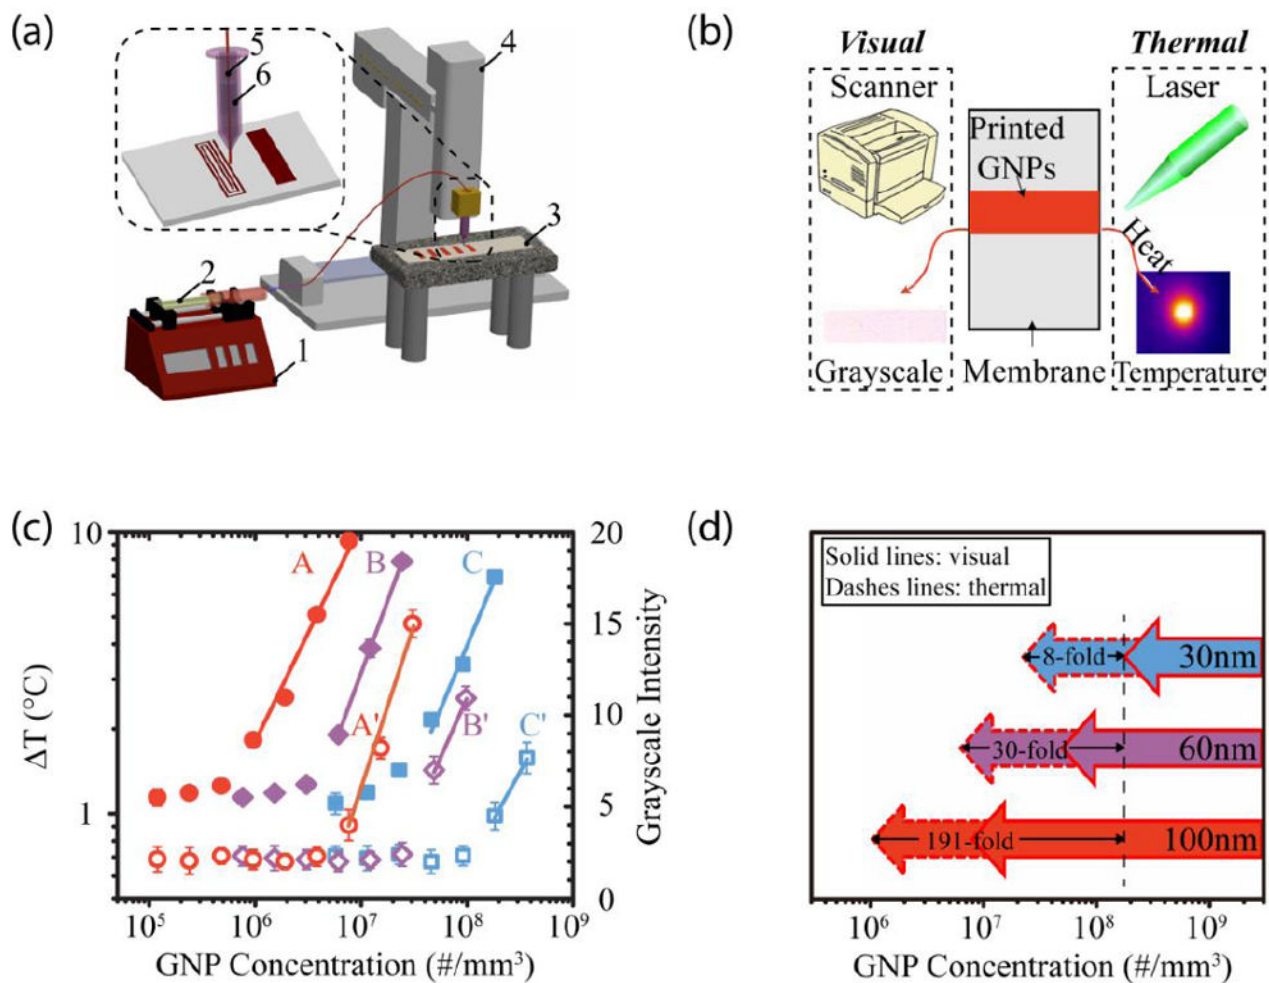 (a)
5
6
4
3
2
1
(b)
Visual
Thermal
Scanner
Laser
Printed
GNPs
Heat
Grayscale
Membrane
Temperature
(c)
10
1
ΔT (°C)
A
B
C
A'
B'
C'
20
15
10
5
0
Grayscale Intensity
10⁵
10⁶
10⁷
10⁸
10⁹
GNP Concentration (#/mm³)
(d)
Solid lines: visual
Dashes lines: thermal
8-fold
30nm
30-fold
60nm
191-fold
100nm
10⁶
10⁷
10⁸
10⁹
GNP Concentration (#/mm³)